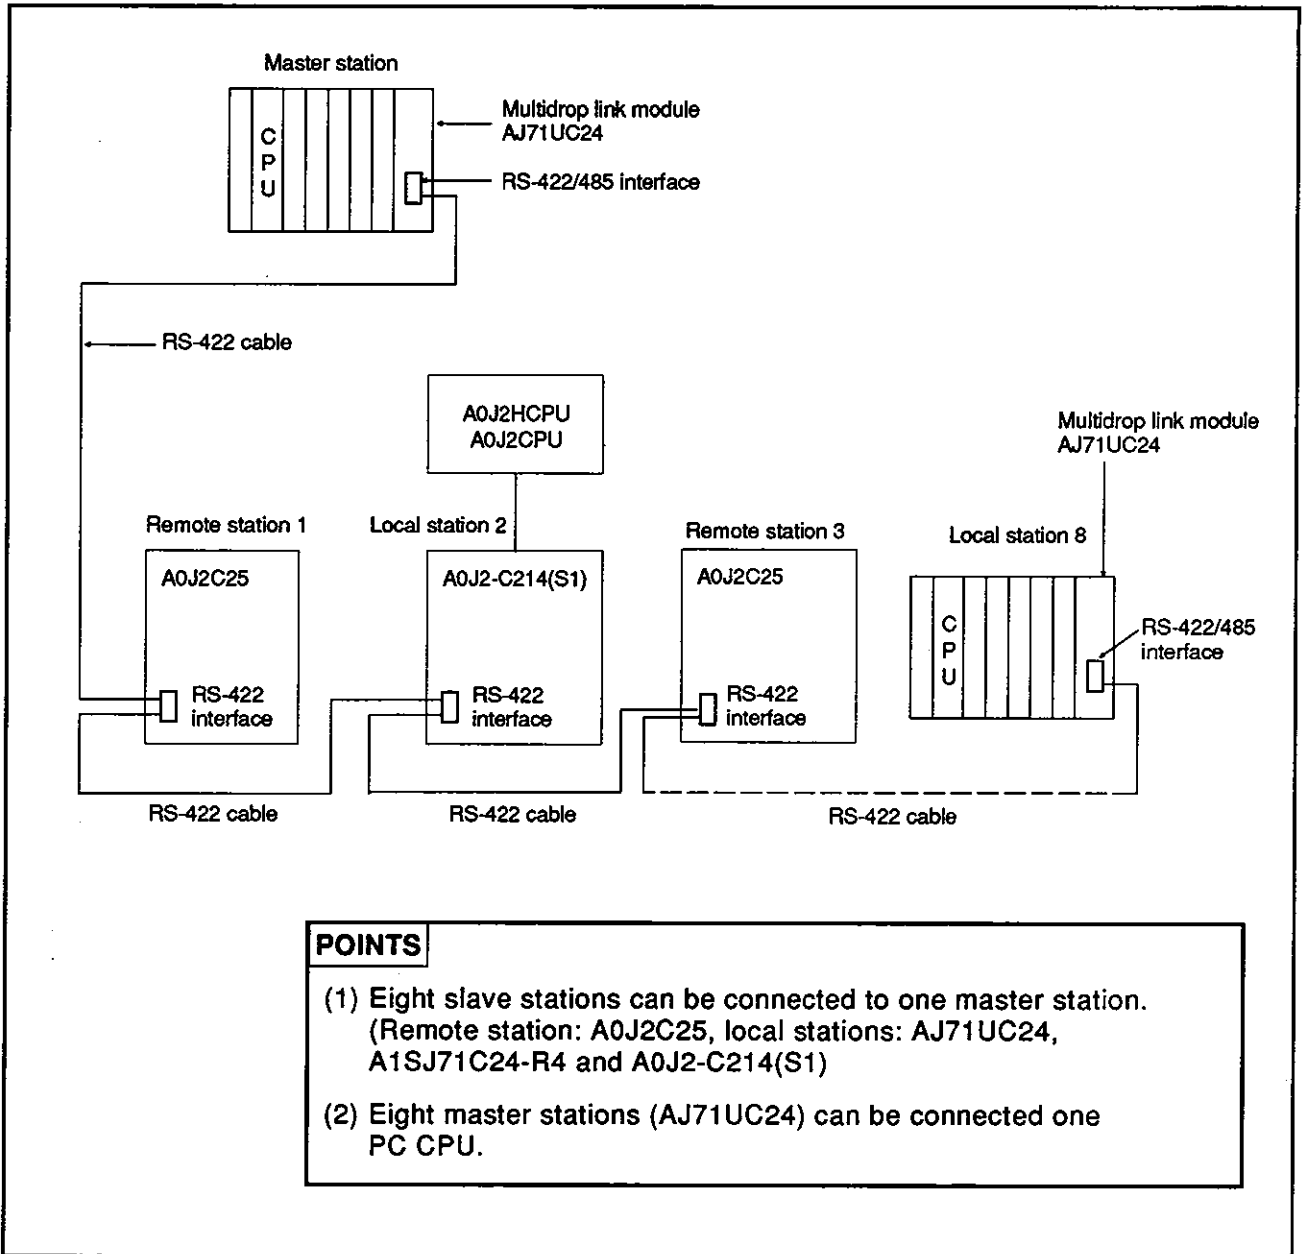 Master station
Multidrop link module
AJ71UC24
C
P
U
RS-422/485 interface
RS-422 cable
A0J2HCPU
A0J2CPU
Multidrop link module
AJ71UC24
Remote station 1
Local station 2
Remote station 3
Local station 8
A0J2C25
A0J2-C214(S1)
A0J2C25
C
P
U
RS-422/485
interface
RS-422
interface
RS-422
interface
RS-422
interface
RS-422 cable
RS-422 cable
RS-422 cable
POINTS
(1) Eight slave stations can be connected to one master station.
(Remote station: A0J2C25, local stations: AJ71UC24,
A1SJ71C24-R4 and A0J2-C214(S1)
(2) Eight master stations (AJ71UC24) can be connected one
PC CPU.